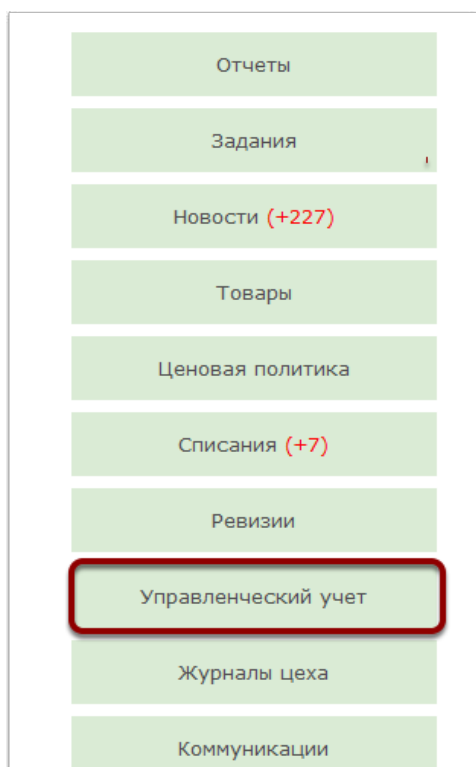 Отчеты
Задания
Новости (+227)
Товары
Ценовая политика
Списания (+7)
Ревизии
Управленческий учет
Журналы цеха
Коммуникации